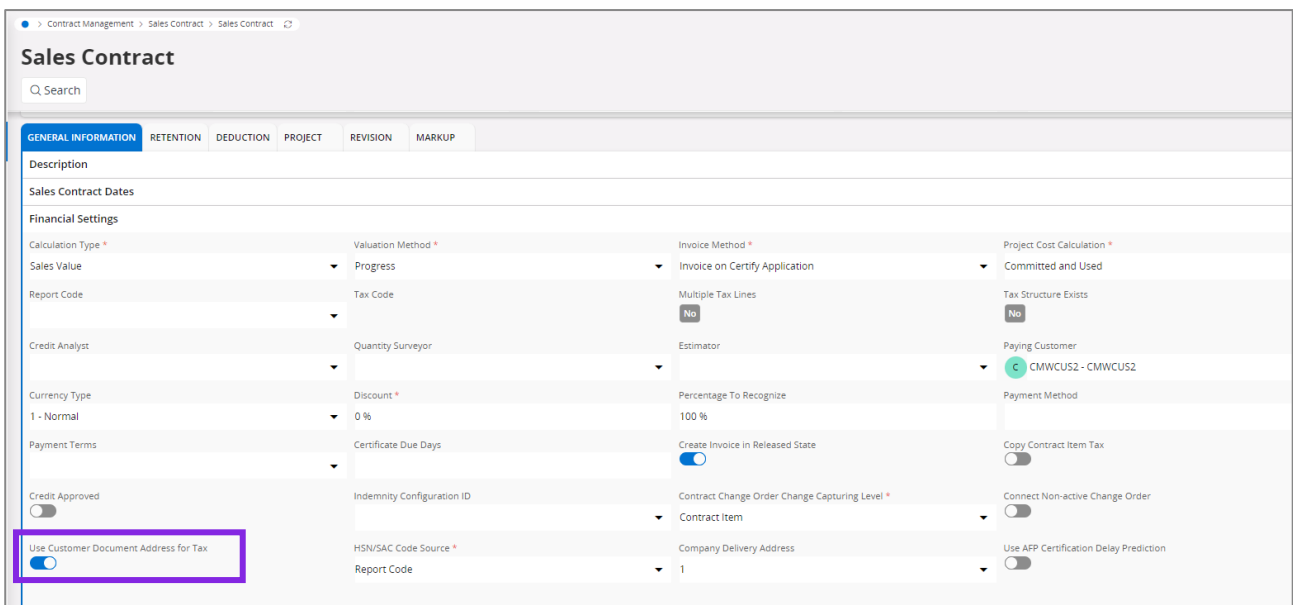 > Contract Management > Sales Contract > Sales Contract
Sales Contract
Search
GENERAL INFORMATION RETENTION DEDUCTION PROJECT REVISION MARKUP
Description
Sales Contract Dates
Financial Settings
Calculation Type * Valuation Method * Invoice Method * Project Cost Calculation *
Sales Value Progress Invoice on Certify Application Committed and Used
Report Code Tax Code Multiple Tax Lines Tax Structure Exists
No No
Credit Analyst Quantity Surveyor Estimator Paying Customer
C CMWCUS2 - CMWCUS2
Currency Type Discount * Percentage To Recognize Payment Method
1 - Normal 0 % 100 %
Payment Terms Certificate Due Days Create Invoice in Released State Copy Contract Item Tax
Credit Approved Indemnity Configuration ID Contract Change Order Change Capturing Level * Connect Non-active Change Order
Contract Item
Use Customer Document Address for Tax HSN/SAC Code Source * Company Delivery Address Use AFP Certification Delay Prediction
Report Code 1